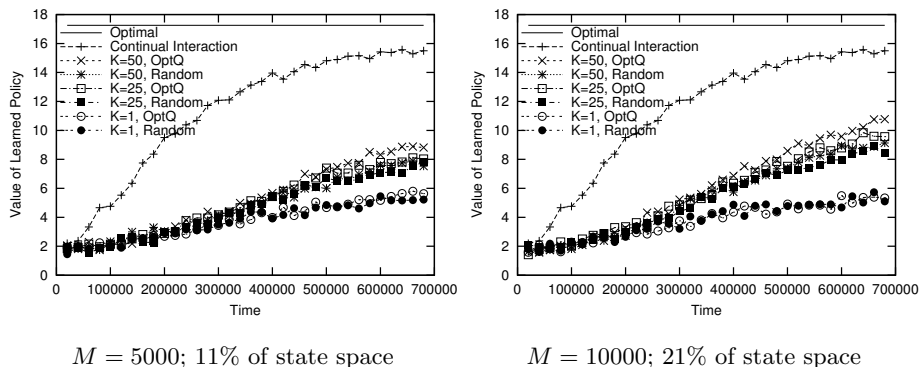 18
16
14
12
10
8
6
4
2
0
Value of Learned Policy
Optimal
Continual Interaction
K=50, OptQ
K=50, Random
K=25, OptQ
K=25, Random
K=1, OptQ
K=1, Random
0 100000 200000 300000 400000 500000 600000 700000
Time
M = 5000; 11% of state space
18
16
14
12
10
8
6
4
2
0
Value of Learned Policy
Optimal
Continual Interaction
K=50, OptQ
K=50, Random
K=25, OptQ
K=25, Random
K=1, OptQ
K=1, Random
0 100000 200000 300000 400000 500000 600000 700000
Time
M = 10000; 21% of state space